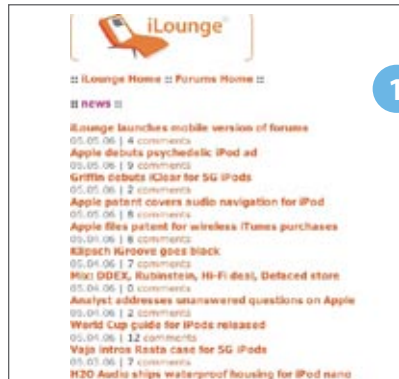 iLounge®
:: iLounge Home :: Forums Home ::
1
:: news ::
iLounge launches mobile version of forums
05.05.06 | 4 comments
Apple debuts psychedelic iPod ad
05.05.06 | 9 comments
Griffin debuts iClear for 5G iPods
05.05.06 | 2 comments
Apple patent covers audio navigation for iPod
05.05.06 | 8 comments
Apple files patent for wireless iTunes purchases
05.04.06 | 6 comments
Klipsch iGroove goes black
05.04.06 | 7 comments
Mix: DDEX, Rubinstein, Hi-Fi deal, Defaced store
05.04.06 | 0 comments
Analyst addresses unanswered questions on Apple
05.04.06 | 2 comments
World Cup guide for iPods released
05.04.06 | 12 comments
Vaja intros Rasta case for 5G iPods
05.03.06 | 7 comments
H2O Audio ships waterproof housing for iPod nano